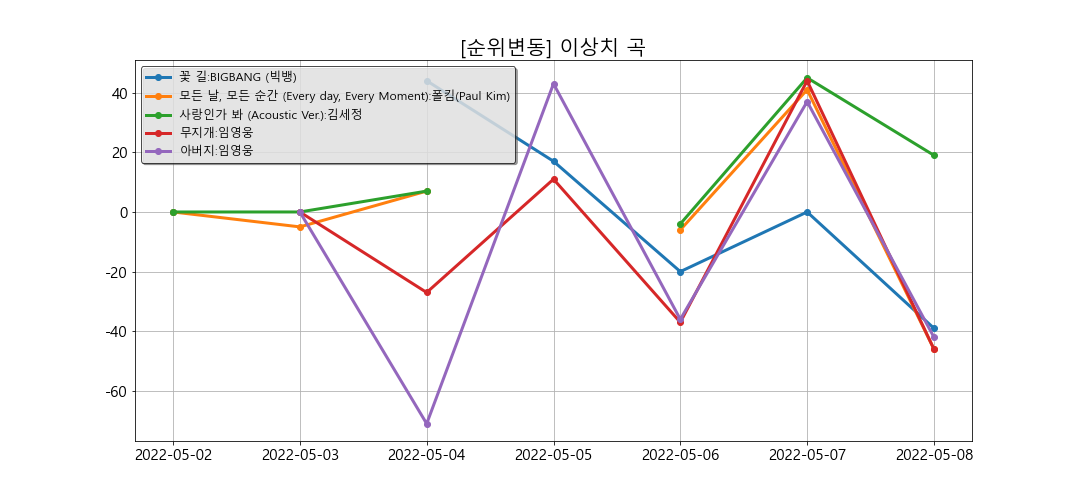 [순위변동] 이상치 곡
꽃 길:BIGBANG (빅뱅)
모든 날, 모든 순간 (Every day, Every Moment):폴킴(Paul Kim)
사랑인가 봐 (Acoustic Ver.):김세정
무지개:임영웅
아버지:임영웅
40
20
0
-20
-40
-60
2022-05-02 2022-05-03 2022-05-04 2022-05-05 2022-05-06 2022-05-07 2022-05-08